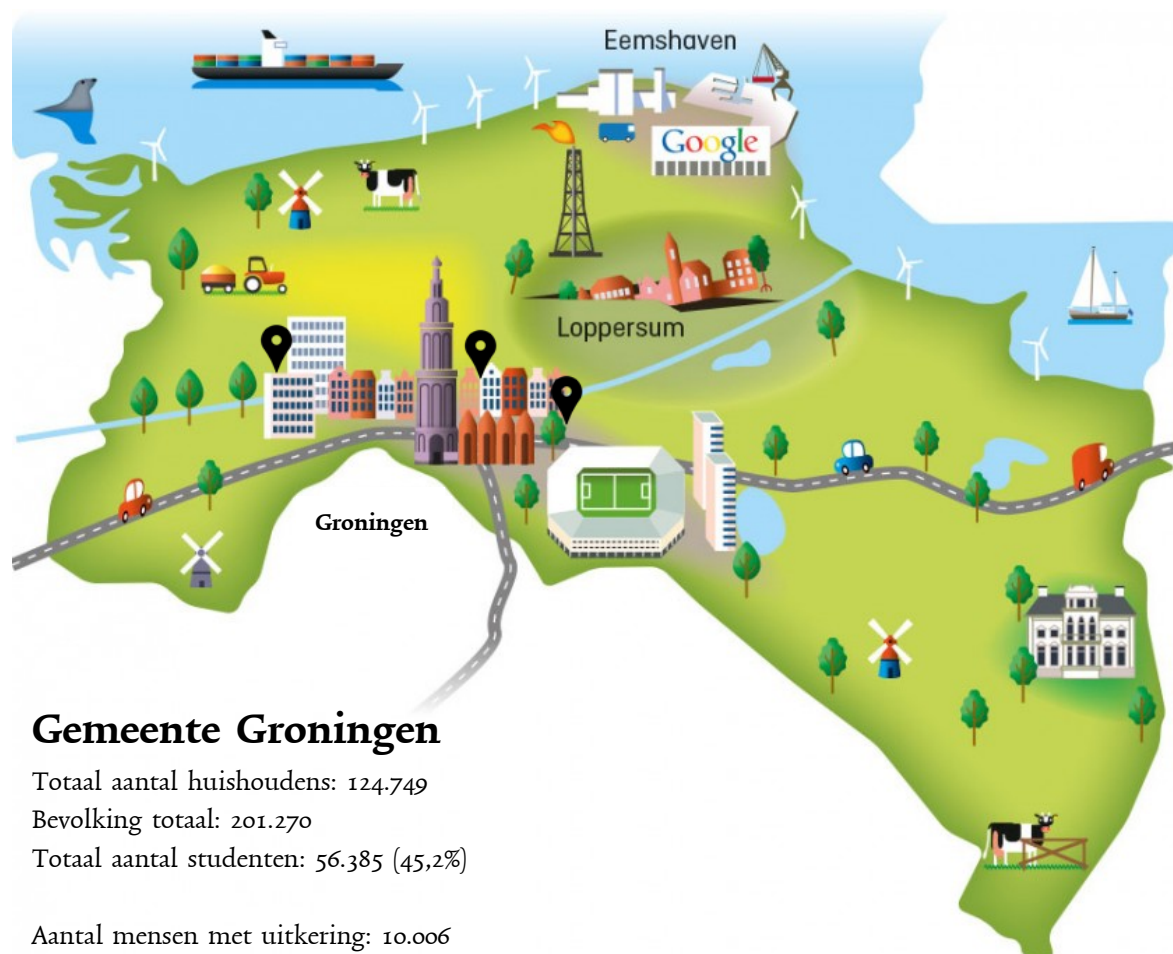 Eemshaven
Google
Loppersum
Groningen
Gemeente Groningen
Totaal aantal huishoudens: 124.749
Bevolking totaal: 201.270
Totaal aantal studenten: 56.385 (45,2%)
Aantal mensen met uitkering: 10.006